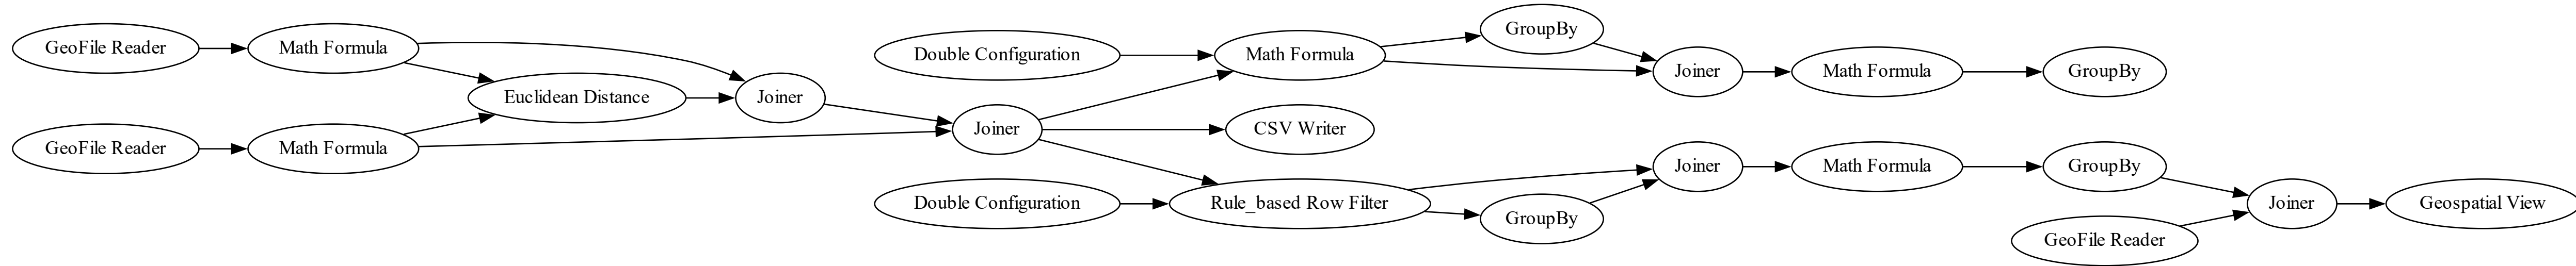 GeoFile Reader
Math Formula
GeoFile Reader
Math Formula
Euclidean Distance
Joiner
Joiner
Double Configuration
Math Formula
GroupBy
Joiner
Math Formula
GroupBy
CSV Writer
Double Configuration
Rule_based Row Filter
GroupBy
Joiner
Math Formula
GroupBy
GeoFile Reader
Joiner
Geospatial View